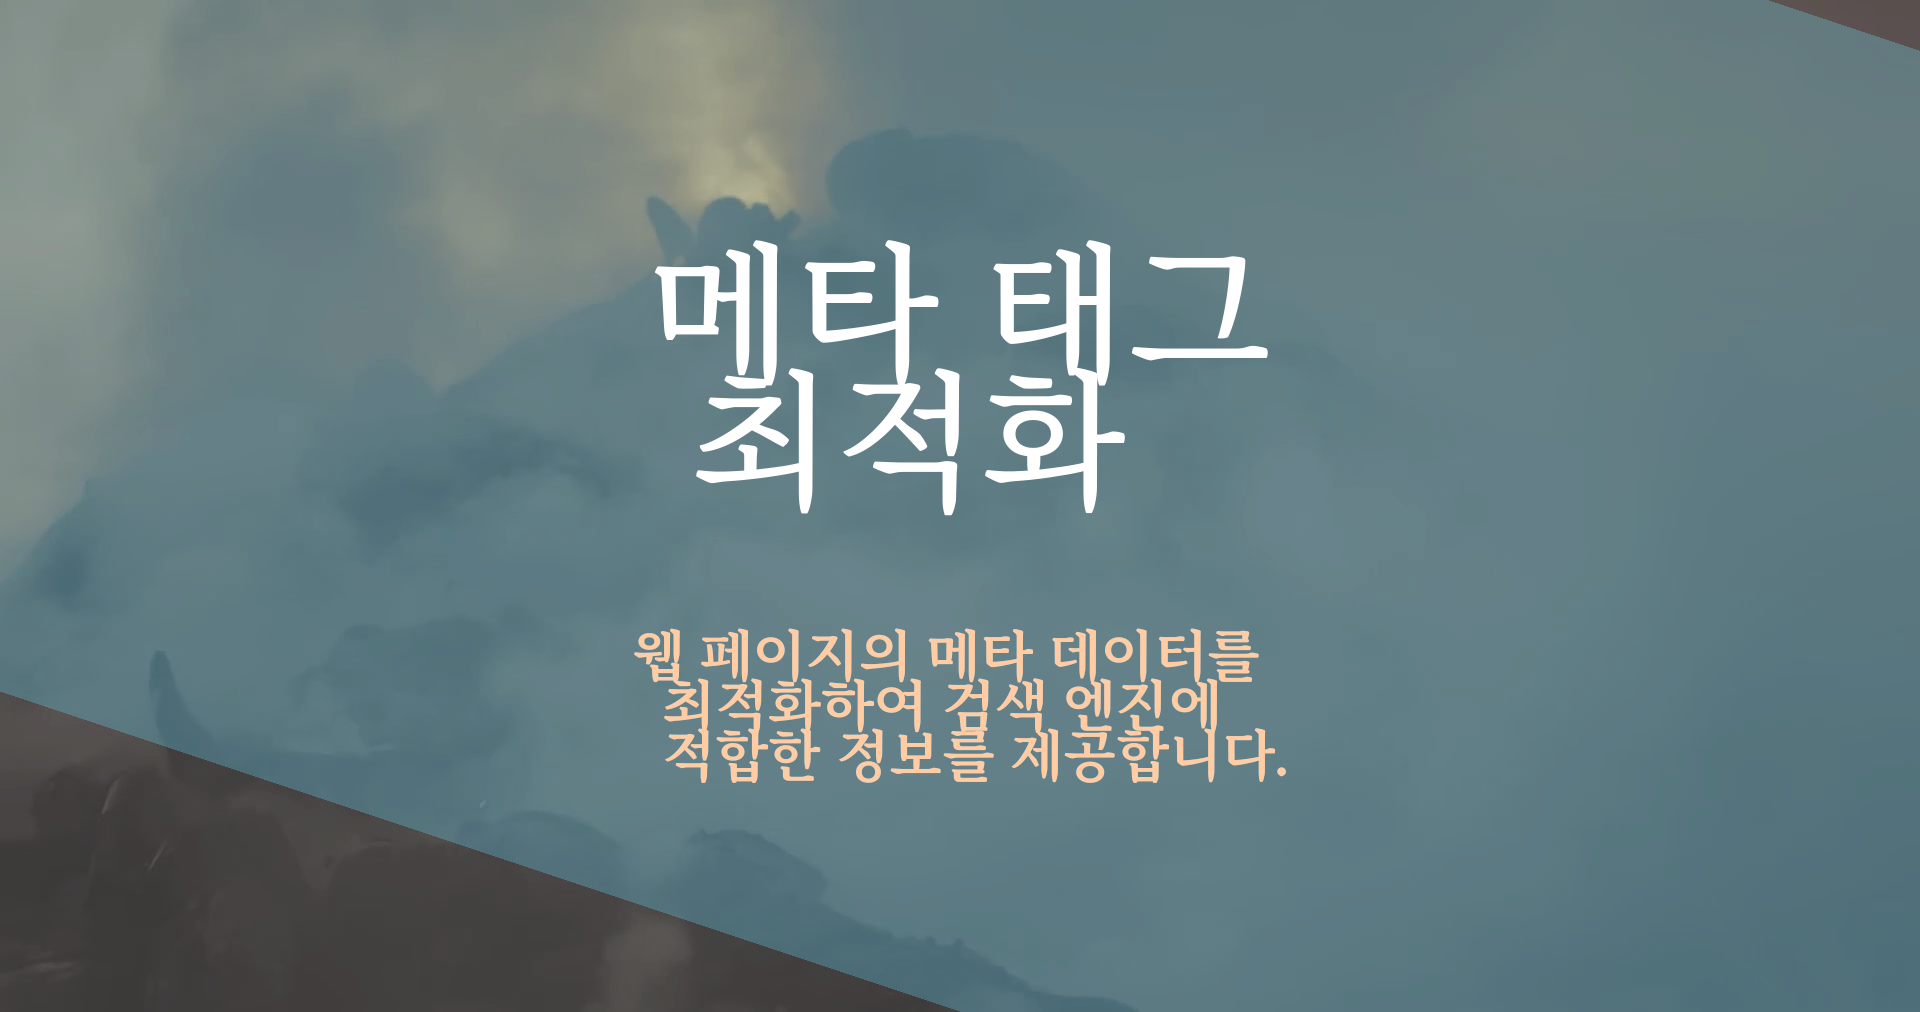 메타 태그
최적화
웹 페이지의 메타 데이터를
최적화하여 검색 엔진에
적합한 정보를 제공합니다.